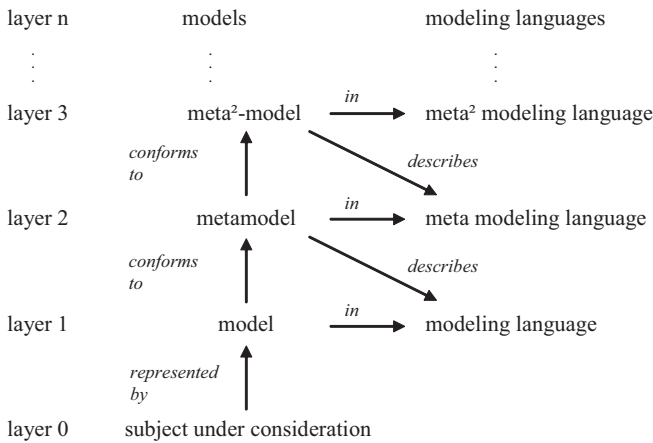 layer n models modeling languages
layer 3 meta²-model in meta² modeling language
conforms to
describes
layer 2 metamodel in meta modeling language
conforms to
describes
layer 1 model in modeling language
represented by
layer 0 subject under consideration